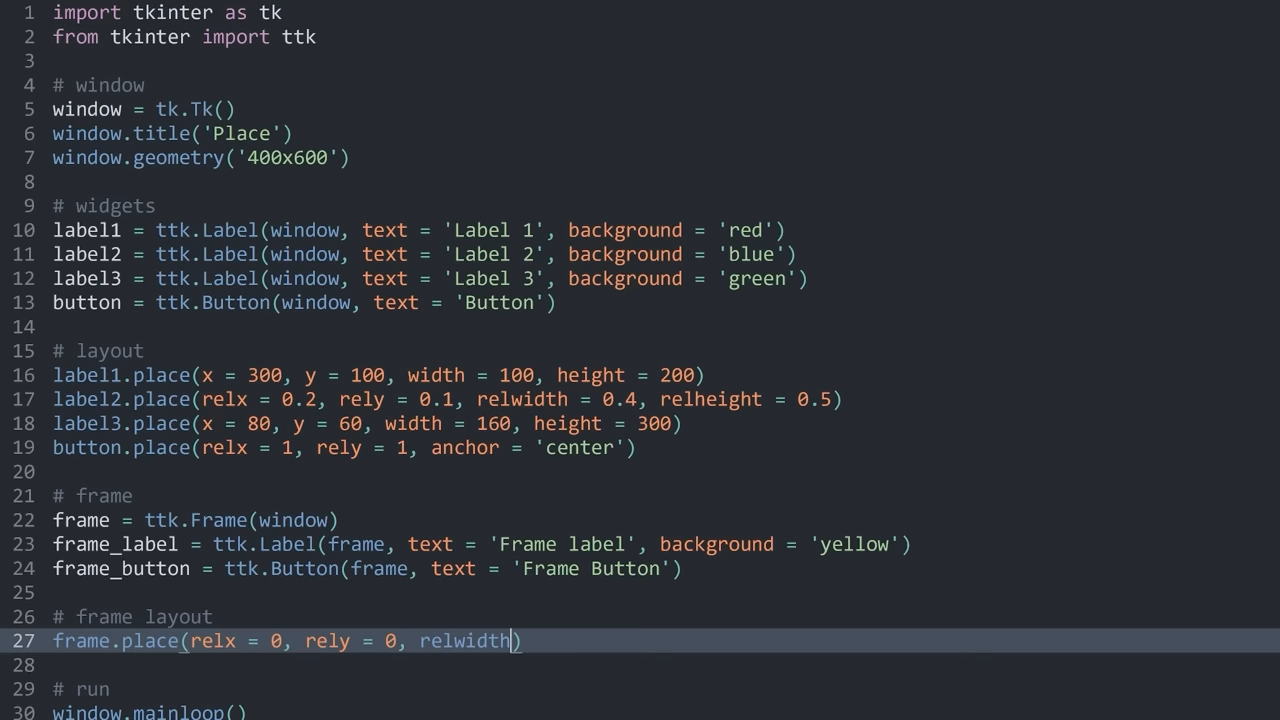 1 import tkinter as tk
2 from tkinter import ttk
3
4 # window
5 window = tk.Tk()
6 window.title('Place')
7 window.geometry('400x600')
8
9 # widgets
10 label1 = ttk.Label(window, text = 'Label 1', background = 'red')
11 label2 = ttk.Label(window, text = 'Label 2', background = 'blue')
12 label3 = ttk.Label(window, text = 'Label 3', background = 'green')
13 button = ttk.Button(window, text = 'Button')
14
15 # layout
16 label1.place(x = 300, y = 100, width = 100, height = 200)
17 label2.place(relx = 0.2, rely = 0.1, relwidth = 0.4, relheight = 0.5)
18 label3.place(x = 80, y = 60, width = 160, height = 300)
19 button.place(relx = 1, rely = 1, anchor = 'center')
20
21 # frame
22 frame = ttk.Frame(window)
23 frame_label = ttk.Label(frame, text = 'Frame label', background = 'yellow')
24 frame_button = ttk.Button(frame, text = 'Frame Button')
25
26 # frame layout
27 frame.place(relx = 0, rely = 0, relwidth)
28
29 # run
30 window.mainloop()